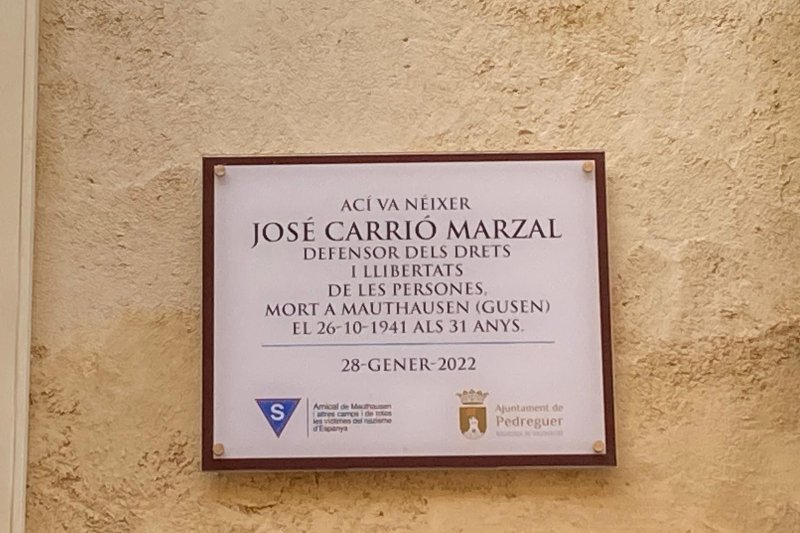 ACÍ VA NÉIXER
JOSÉ CARRIÓ MARZAL
DEFENSOR DELS DRETS
I LLIBERTATS
DE LES PERSONES,
MORT A MAUTHAUSEN (GUSEN)
EL 26-10-1941 ALS 31 ANYS.
28-GENER-2022
S
Amical de Mauthausen
i altres camps i de totes
les víctimes del nazisme
d'Espanya
Ajuntament de
Pedreguer